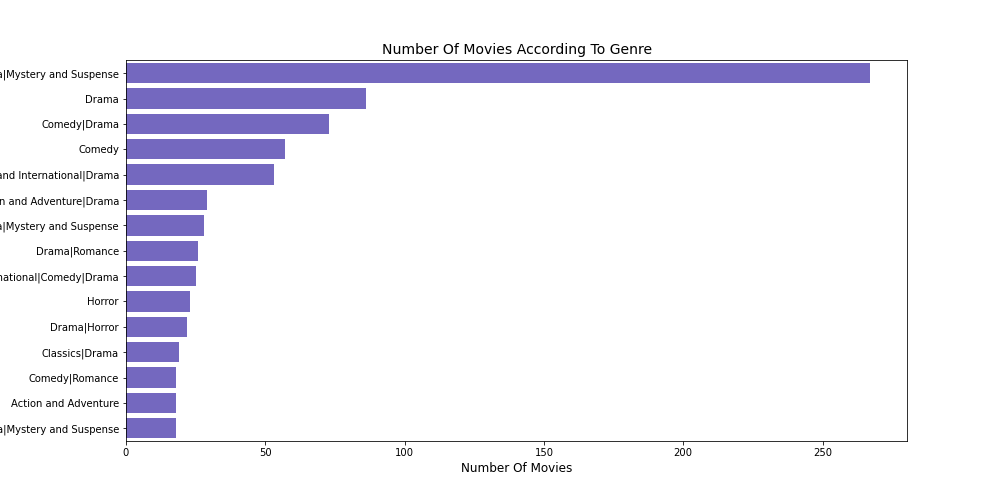 Number Of Movies According To Genre
a|Mystery and Suspense
Drama
Comedy|Drama
Comedy
and International|Drama
n and Adventure|Drama
a|Mystery and Suspense
Drama|Romance
national|Comedy|Drama
Horror
Drama|Horror
Classics|Drama
Comedy|Romance
Action and Adventure
a|Mystery and Suspense
0 50 100 150 200 250
Number Of Movies